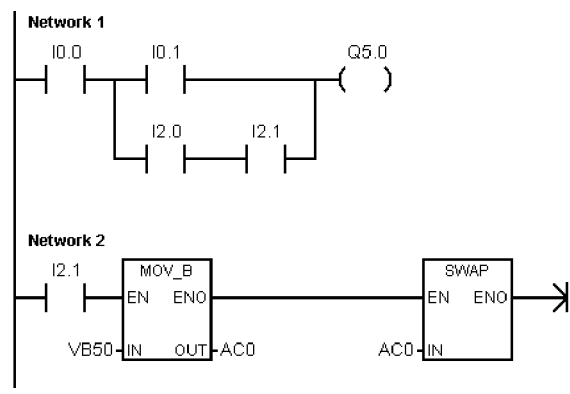 Network 1
I0.0 I0.1 Q5.0
I2.0 I2.1
Network 2
I2.1 MOV_B SWAP
EN ENO EN ENO
VB50 IN OUT AC0 AC0 IN